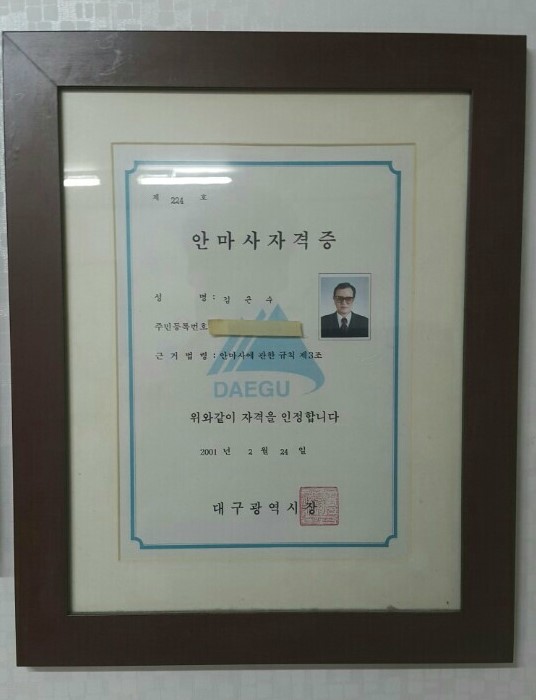 제 224 호
안마사자격증
성 명 : 김근수
주민등록번호
근거법령 : 안마사에 관한 규칙 제3조
DAEGU
위와같이 자격을 인정합니다
2001 년 2 월 24 일
대구광역시장